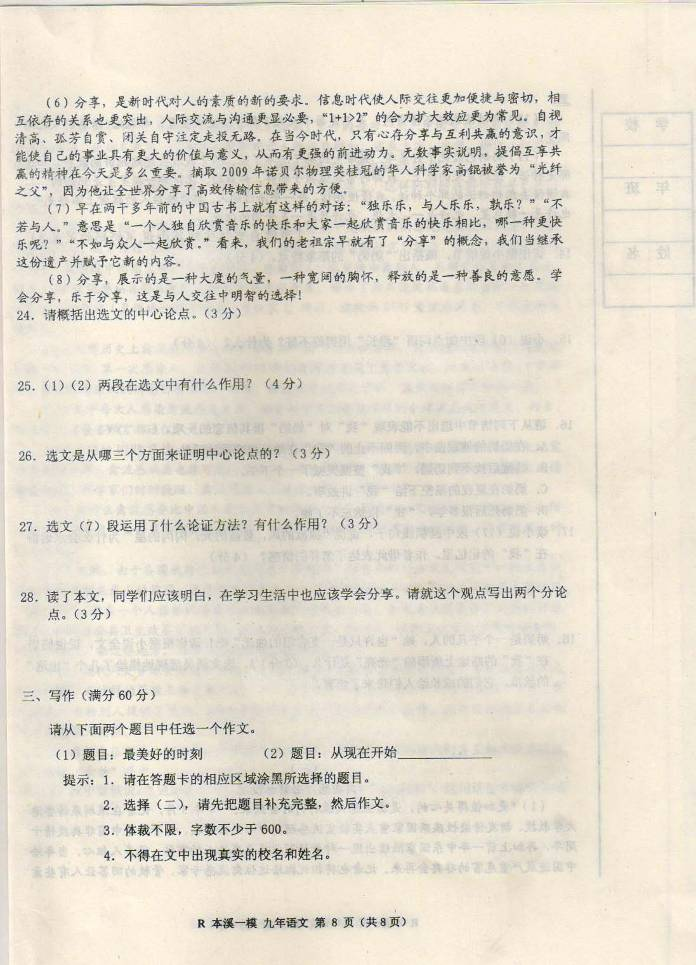 （6）分享，是新时代对人的素质的新的要求。信息时代使人际交往更加便捷与密切，相
互依存的关系也更突出，人际交流与沟通更显必要，“1+1>2”的合力扩大效应更为常见。自视
清高、孤芳自赏、闭关自守注定走投无路。在当今时代，只有心存分享与互利共赢的意识，才
能使自己的事业具有更大的价值与意义，从而有更强的前进动力。无数事实说明，提倡互享共
赢的精神在今天是多么重要。摘取 2009 年诺贝尔物理奖桂冠的华人科学家高锟被誉为“光纤
之父”，因为他让全世界分享了高效传输信息带来的方便。
（7）早在两千多年前的中国古书上就有这样的对话：“独乐乐，与人乐乐，孰乐？”“不
若与人。”意思是“一个人独自欣赏音乐的快乐和大家一起欣赏音乐的快乐相比，哪一种更快
乐呢？”“不如与众人一起欣赏。”看来，我们的老祖宗早就有了“分享”的概念，我们当继承
这份遗产并赋予它新的内容。
（8）分享，展示的是一种大度的气量，一种宽阔的胸怀，释放的是一种善良的意愿。学
会分享，乐于分享，这是与人交往中明智的选择！
24．请概括出选文的中心论点。（3 分）
25．（1）（2）两段在选文中有什么作用？（4 分）
26．选文是从哪三个方面来证明中心论点的？（3 分）
27．选文（7）段运用了什么论证方法？有什么作用？（3 分）
28．读了本文，同学们应该明白，在学习生活中也应该学会分享。请就这个观点写出两个分论
点。（3 分）
三、写作（满分 60 分）
请从下面两个题目中任选一个作文。
（1）题目：最美好的时刻 （2）题目：从现在开始______________
提示：1．请在答题卡的相应区域涂黑所选择的题目。
2．选择（二），请先把题目补充完整，然后作文。
3．体裁不限，字数不少于 600。
4．不得在文中出现真实的校名和姓名。
R 本溪一模 九年语文 第 8 页（共 8 页）